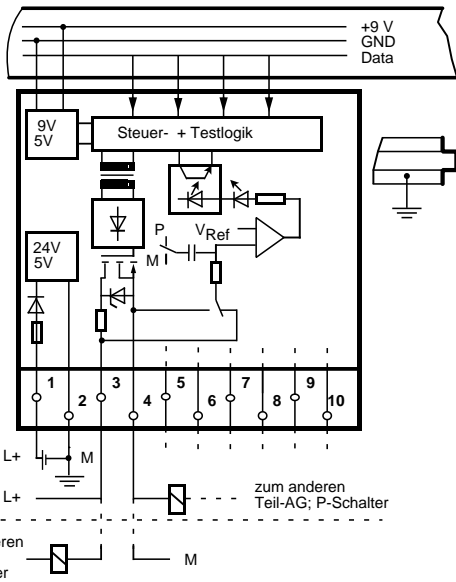 +9 V
GND
Data
9V
5V
Steuer- + Testlogik
P
VRef
24V
5V
M
1 3 5 7 9
2 4 6 8 10
L+ M
L+
zum anderen
Teil-AG; P-Schalter
M